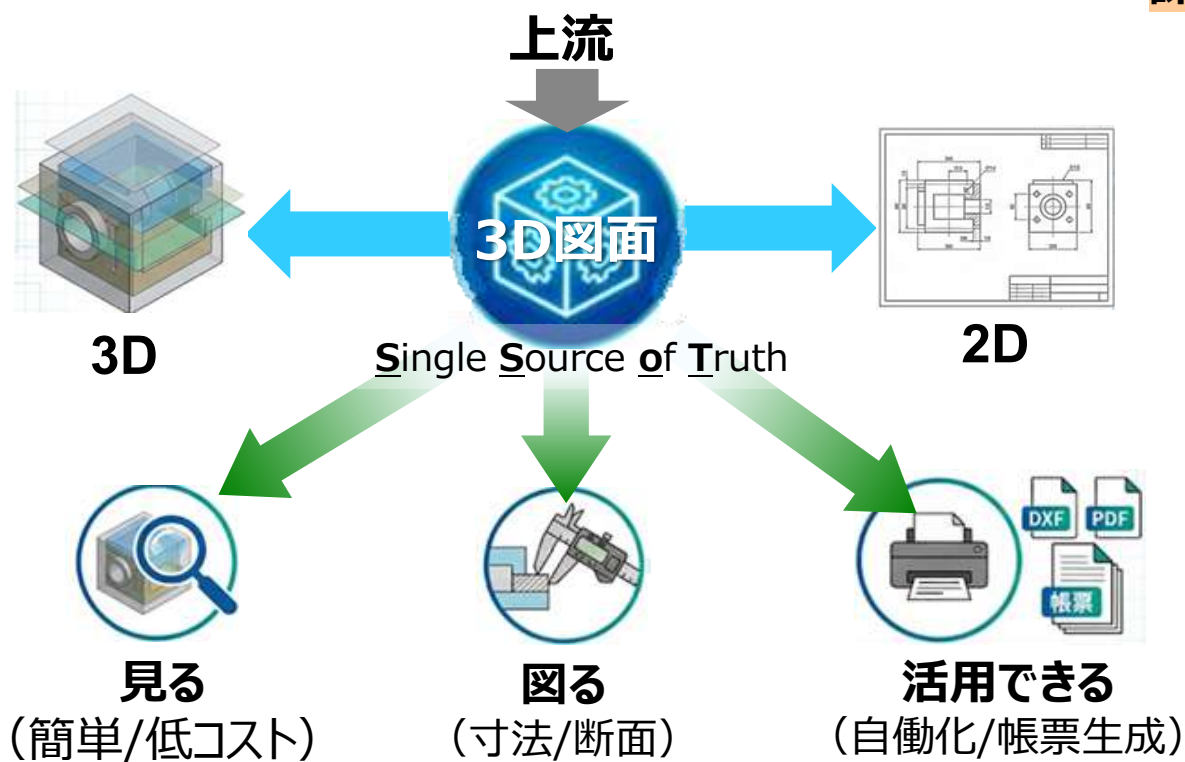 上流
3D図面
3D
2D
Single Source of Truth
DXF
PDF
帳票
見る
(簡単/低コスト)
図る
(寸法/断面)
活用できる
(自働化/帳票生成)